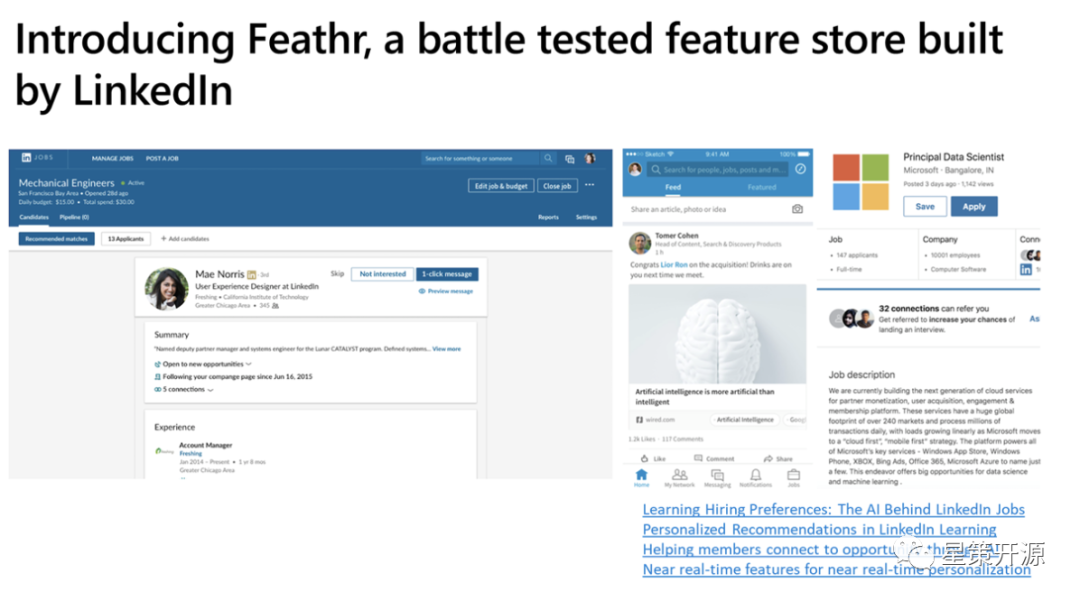 Introducing Feathr, a battle tested feature store built
by LinkedIn
in JOBS
MANAGE JOBS
POST A JOB
Search for something or someone
Mechanical Engineers • Active
San Francisco Bay Area • Opened 28d ago
Daily budget: $15.00 • Total spend: $30.00
Edit job & budget
Close job
Candidates
Pipeline (0)
Reports
Settings
Recommended matches
13 Applicants
+ Add candidates
Mae Norris in · 3rd
User Experience Designer at LinkedIn
Freshing • California Institute of Technology
Greater Chicago Area • 345
Skip
Not interested
1-click message
Preview message
Summary
"Named deputy partner manager and systems engineer for the Lunar CATALYST program. Defined systems... View more
Open to new opportunities
Following your campange page since Jun 16, 2015
5 connections
Experience
Account Manager
Freshing
Jan 2014 – Present • 1 yr 8 mos
Greater Chicago Area
Sketch
9:41 AM
100%
Search for people, jobs, posts, and m...
Feed
Featured
Share an article, photo or idea
Tomer Cohen
Head of Content, Search & Discovery Products
1h
Congrats Lior Ron on the acquisition! Drinks are on
you next time we meet.
Artificial intelligence is more artificial than
intelligent
wired.com
Artificial Intelligence
Goog
1.2k Likes · 117 Comments
Like
Comment
Share
Home
My Network
Messaging
Notifications
Jobs
Principal Data Scientist
Microsoft · Bangalore, IN
Posted 3 days ago · 1,142 views
Save
Apply
Job
• 147 applicants
• Full-time
Company
• 10001 employees
• Computer Software
Conn
in
32 connections can refer you
Get referred to increase your chances of
landing an interview.
As
Job description
We are currently building the next generation of cloud services
for partner monetization, user acquisition, engagement &
membership platform. These services have a huge global
footprint of over 240 markets and process millions of
transactions daily, with loads growing linearly as Microsoft moves
to a "cloud first", "mobile first" strategy. The platform powers all
of Microsoft's key services - Windows App Store, Windows
Phone, XBOX, Bing Ads, Office 365, Microsoft Azure to name just
a few. This endeavor offers big opportunities for data science
and machine learning .
Learning Hiring Preferences: The AI Behind LinkedIn Jobs
Personalized Recommendations in LinkedIn Learning
Helping members connect to
Near real-time features for near real-time personalization
星策开源